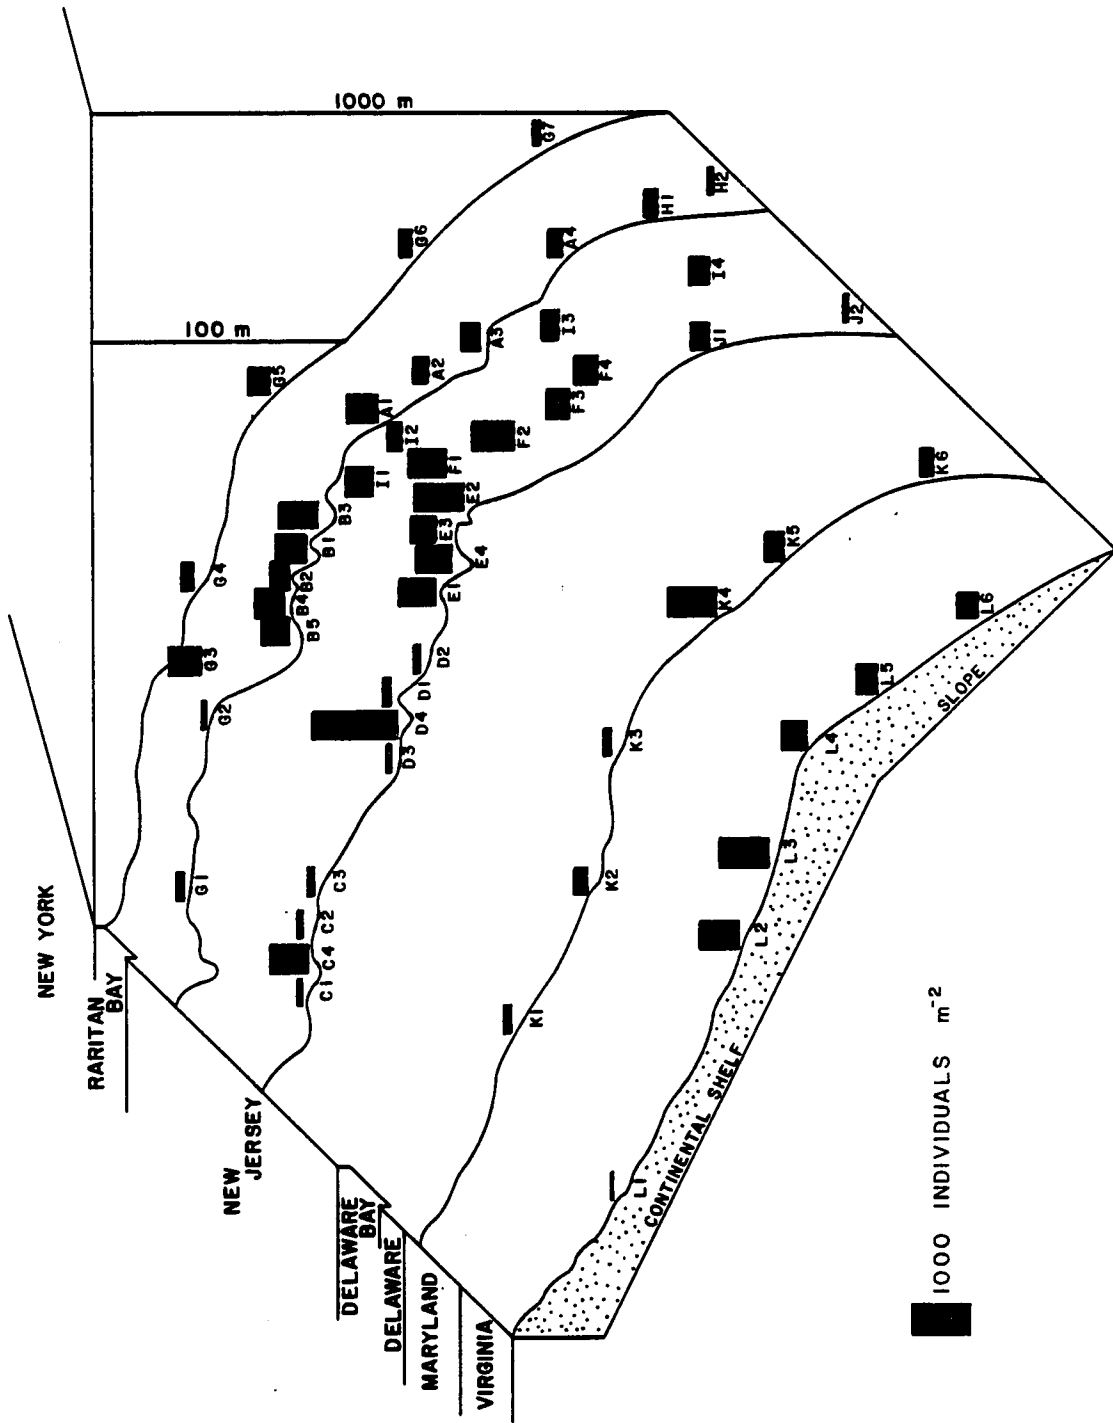 NEW YORK
RARITAN
BAY
NEW
JERSEY
DELAWARE
BAY
DELAWARE
MARYLAND
VIRGINIA
1000 m
100 m
G1
G2
G3
G4
G5
G6
G7
H1
H2
A1
A2
A3
A4
B1
B2
B3
B4
B5
I1
I2
I3
I4
J1
J2
F1
F2
F3
F4
E1
E2
E3
E4
D1
D2
D3
D4
C1
C4
C2
C3
K1
K2
K3
K4
K5
K6
L1
L2
L3
L4
L5
L6
CONTINENTAL SHELF
SLOPE
1000 INDIVIDUALS m⁻²